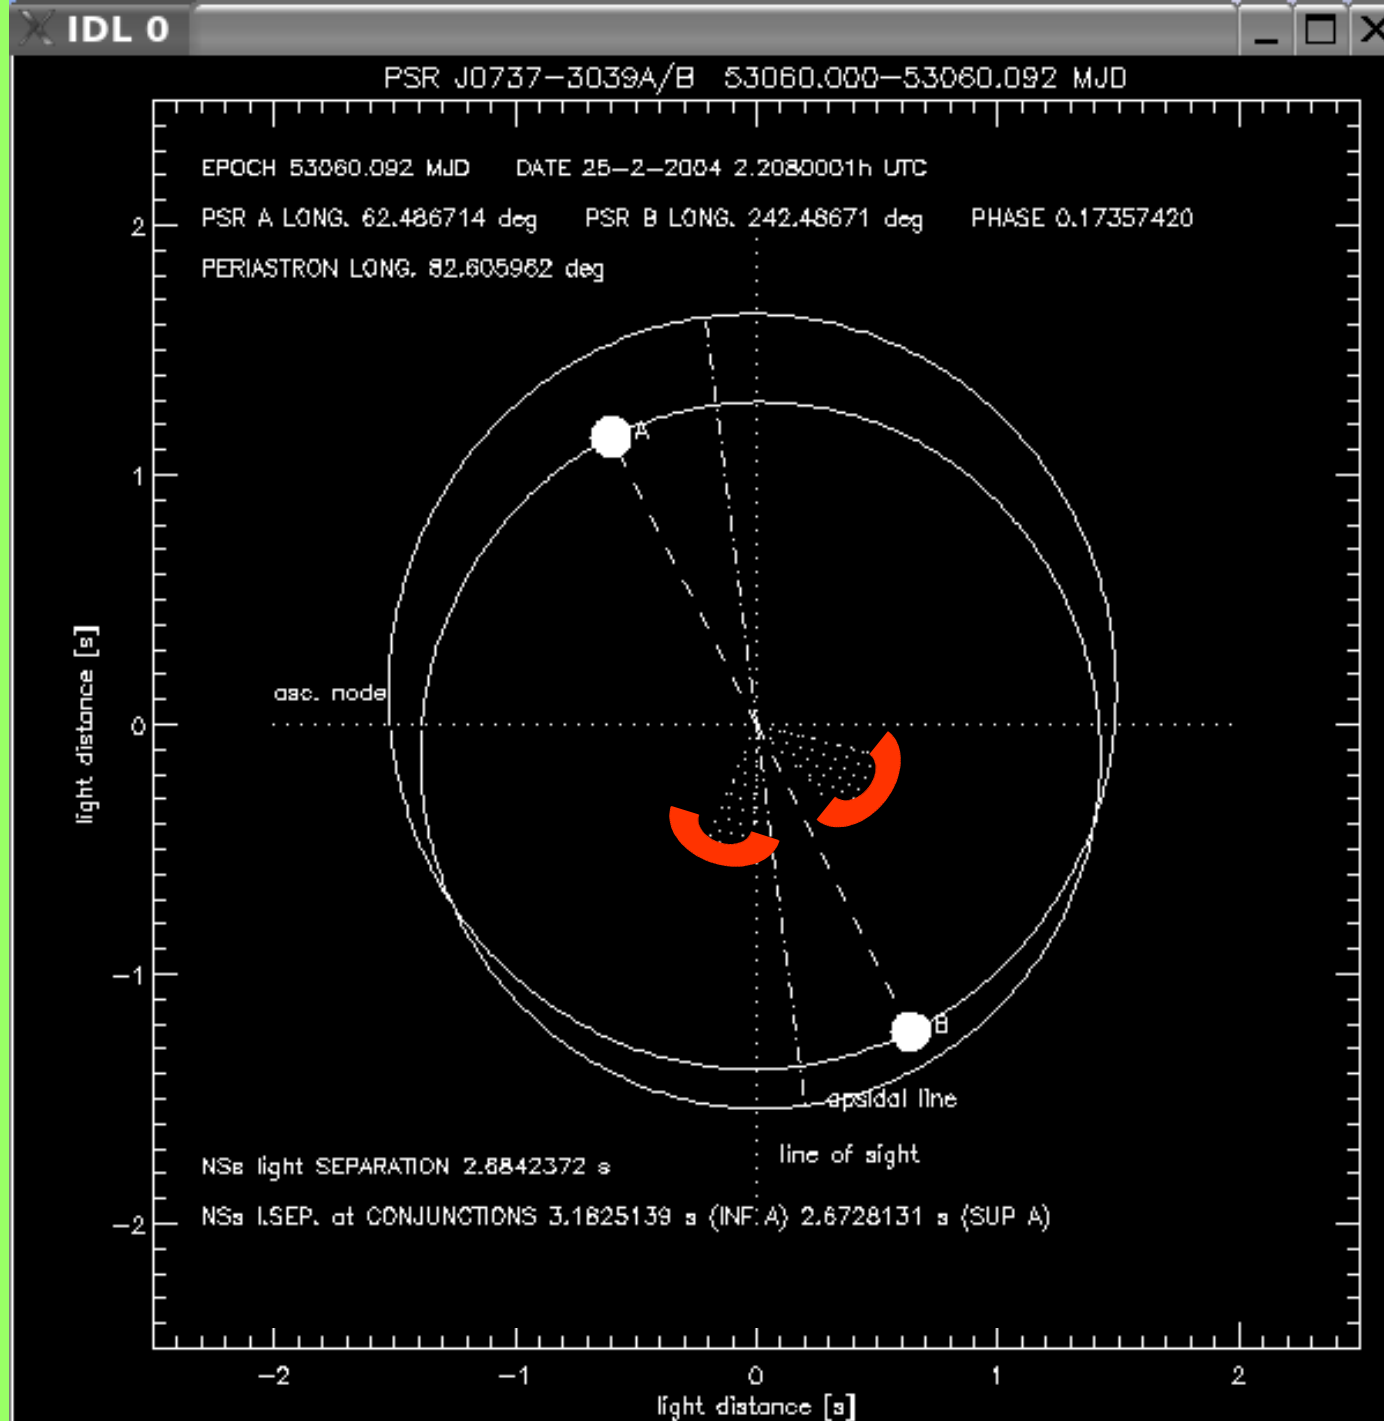 IDL 0
PSR J0737-3039A/B 53060.000-53060.092 MJD
EPOCH 53060.092 MJD DATE 25-2-2004 2.2080001h UTC
PSR A LONG. 62.486714 deg PSR B LONG. 242.48671 deg PHASE 0.17357420
PERIASTRON LONG. 82.605962 deg
2
A
1
light distance [s]
asc. node
0
-1
B
apsidal line
line of sight
NSs light SEPARATION 2.6842372 s
NSs l.SEP. at CONJUNCTIONS 3.1625139 s (INF. A) 2.6728131 s (SUP A)
-2
-2 -1 0 1 2
light distance [s]